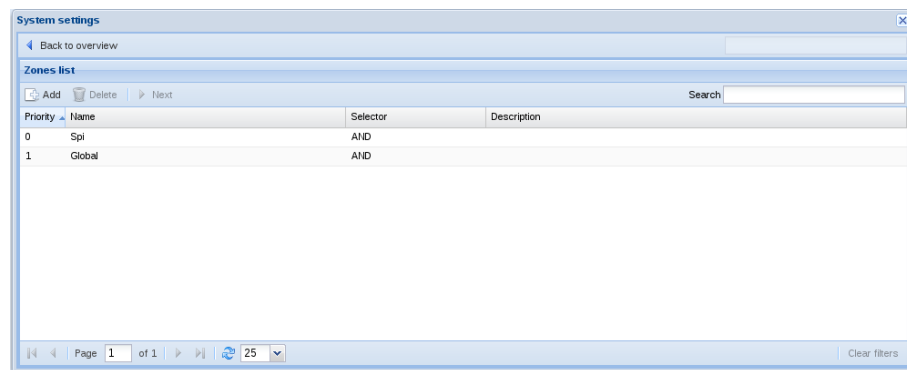 System settings
Back to overview
Zones list
Add Delete Next Search
Priority Name Selector Description
0 Spi AND
1 Global AND
Page 1 of 1 25 Clear filters